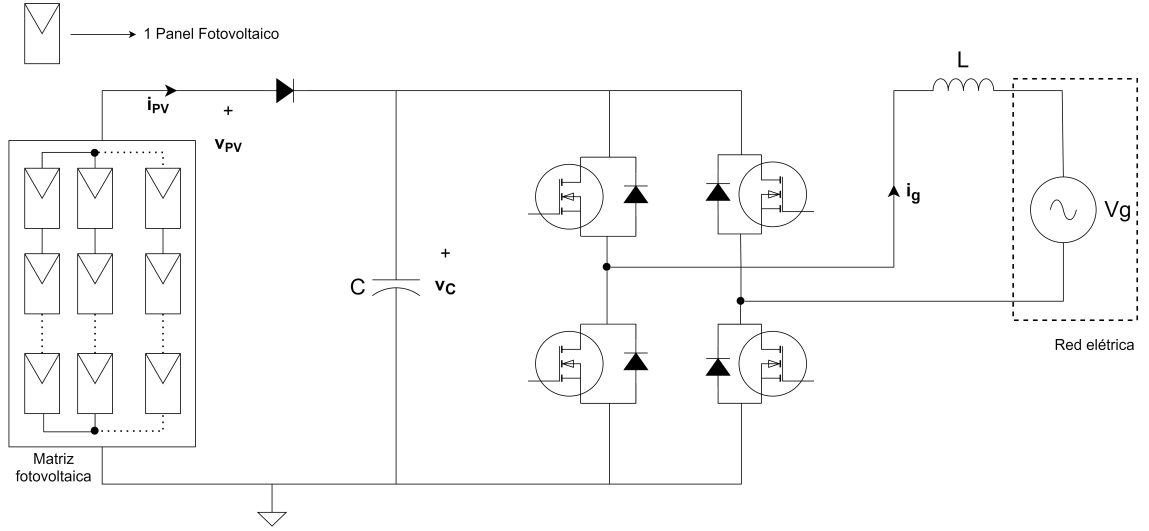 1 Panel Fotovoltaico
L
iPV
+
vPV
ig
Vg
+
C
vC
Red elétrica
Matriz
fotovoltaica